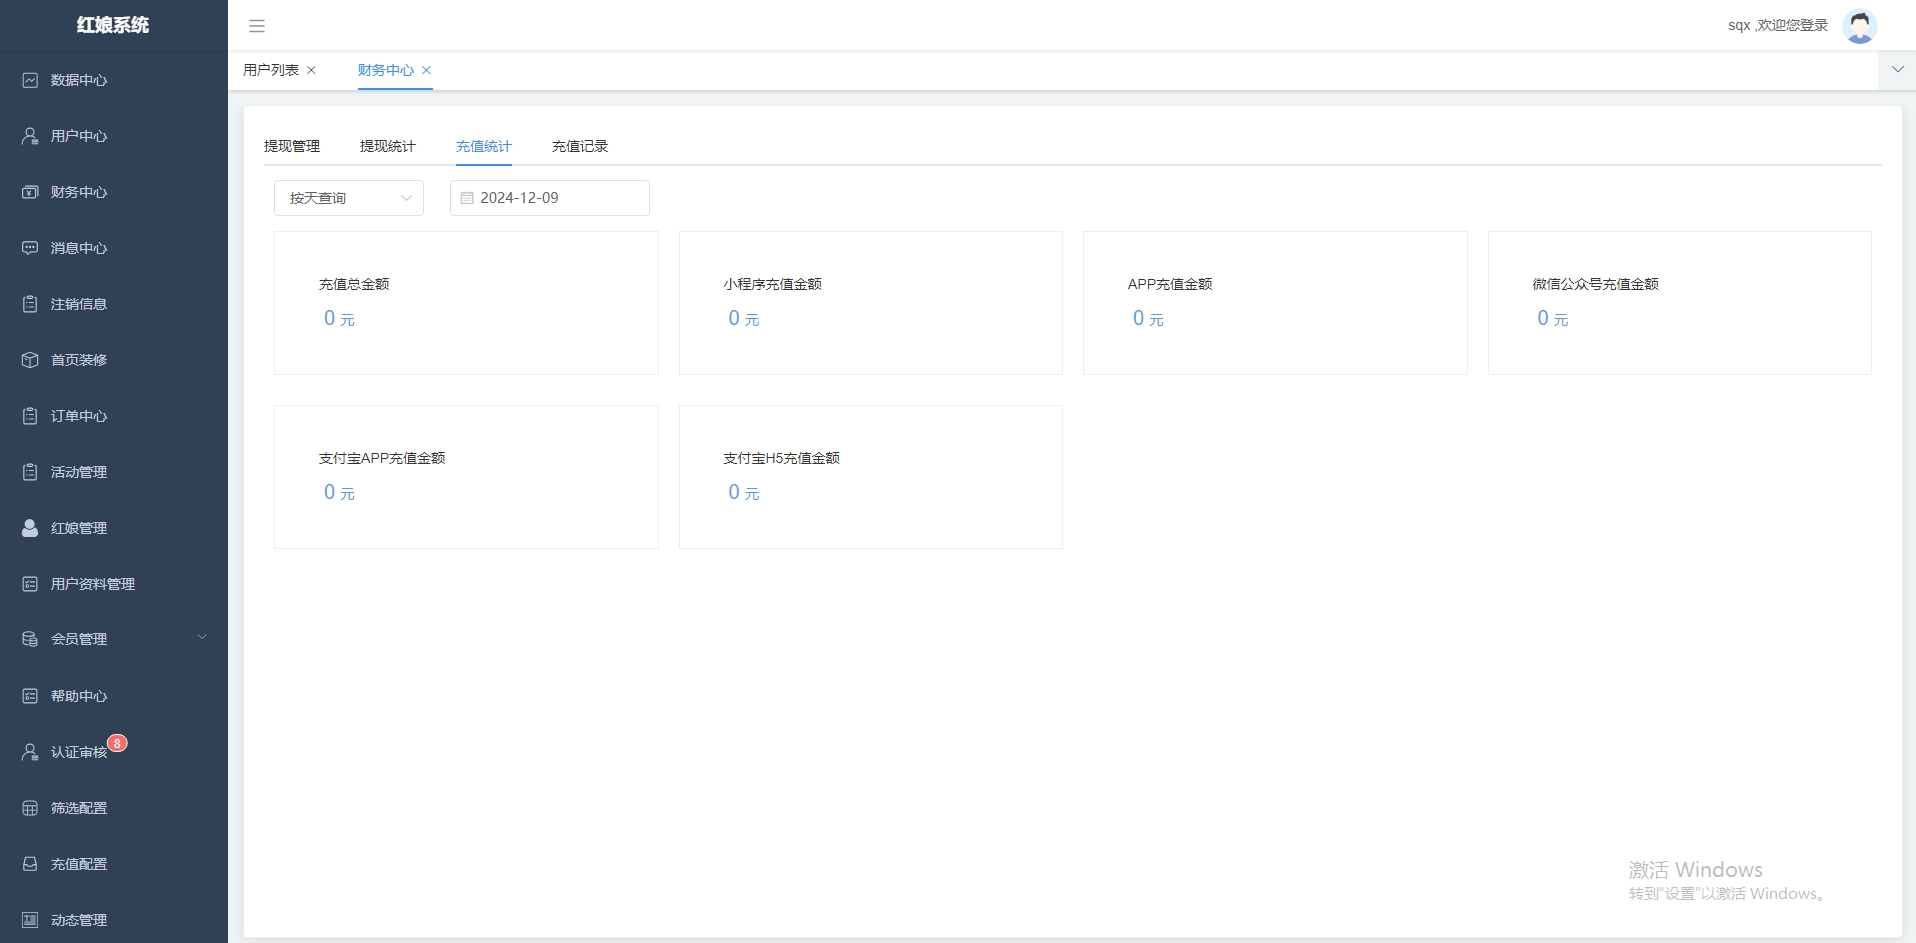 红娘系统
sqx ,欢迎您登录
用户列表
财务中心
数据中心
用户中心
财务中心
消息中心
注销信息
首页装修
订单中心
活动管理
红娘管理
用户资料管理
会员管理
帮助中心
认证审核 8
筛选配置
充值配置
动态管理
提现管理 提现统计 充值统计 充值记录
按天查询 2024-12-09
充值总金额
0 元
小程序充值金额
0 元
APP充值金额
0 元
微信公众号充值金额
0 元
支付宝APP充值金额
0 元
支付宝H5充值金额
0 元
激活 Windows
转到“设置”以激活 Windows。